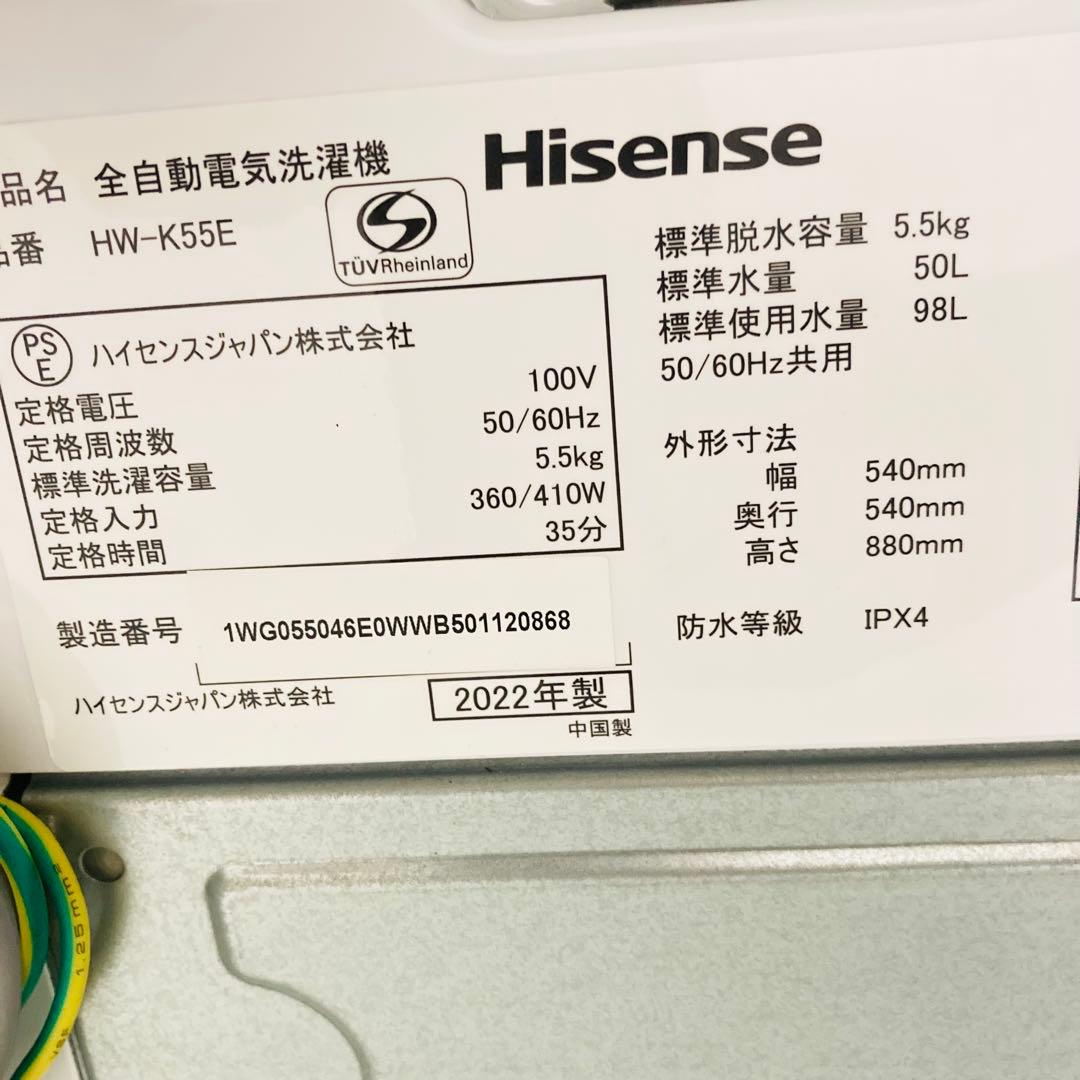 品名 全自動電気洗濯機
Hisense
品番 HW-K55E
TÜVRheinland
PS
E
ハイセンスジャパン株式会社
定格電圧 100V
定格周波数 50/60Hz
標準洗濯容量 5.5kg
定格入力 360/410W
定格時間 35分
製造番号 1WG055046E0WWB501120868
ハイセンスジャパン株式会社
2022年製
中国製
標準脱水容量 5.5kg
標準水量 50L
標準使用水量 98L
50/60Hz共用
外形寸法
幅 540mm
奥行 540mm
高さ 880mm
防水等級 IPX4
1.25mm2